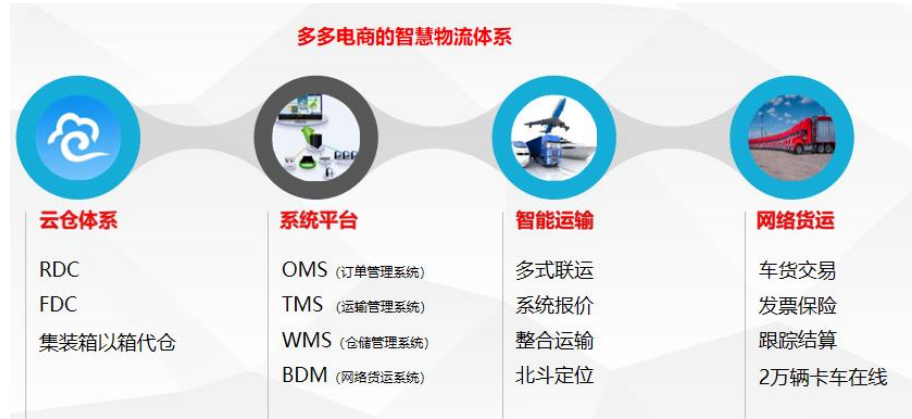 多多电商的智慧物流体系
云仓体系
RDC
FDC
集装箱以箱代仓
系统平台
OMS (订单管理系统)
TMS (运输管理系统)
WMS (仓储管理系统)
BDM (网络货运系统)
智能运输
多式联运
系统报价
整合运输
北斗定位
网络货运
车货交易
发票保险
跟踪结算
2万辆卡车在线